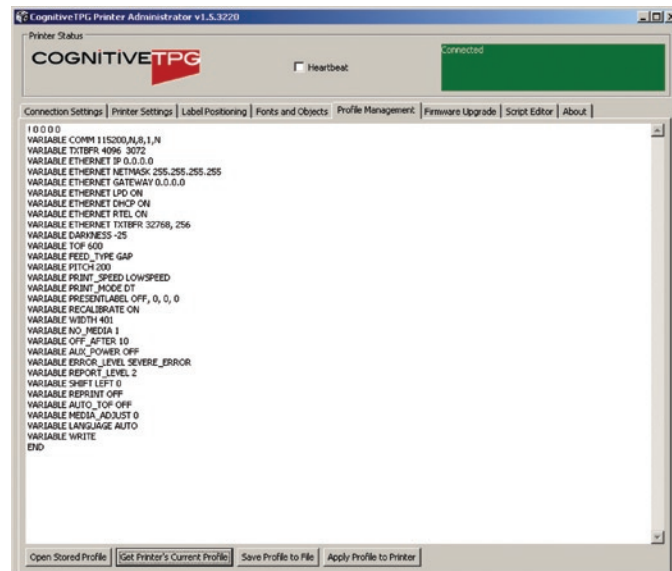 CognitiveTPG Printer Administrator v1.5.3220
Printer Status
COGNITIVETPG
Heartbeat
Connected
Connection Settings Printer Settings Label Positioning Fonts and Objects Profile Management Firmware Upgrade Script Editor About
! 0 0 0 0
VARIABLE COMM 115200,N,8,1,N
VARIABLE TXTBFR 4096 3072
VARIABLE ETHERNET IP 0.0.0.0
VARIABLE ETHERNET NETMASK 255.255.255.255
VARIABLE ETHERNET GATEWAY 0.0.0.0
VARIABLE ETHERNET LPD ON
VARIABLE ETHERNET DHCP ON
VARIABLE ETHERNET RTEL ON
VARIABLE ETHERNET TXTBFR 32768, 256
VARIABLE DARKNESS -25
VARIABLE TOF 600
VARIABLE FEED_TYPE GAP
VARIABLE PITCH 200
VARIABLE PRINT_SPEED LOWSPEED
VARIABLE PRINT_MODE DT
VARIABLE PRESENTLABEL OFF, 0, 0, 0
VARIABLE RECALIBRATE ON
VARIABLE WIDTH 401
VARIABLE NO_MEDIA 1
VARIABLE OFF_AFTER 10
VARIABLE AUX_POWER OFF
VARIABLE ERROR_LEVEL SEVERE_ERROR
VARIABLE REPORT_LEVEL 2
VARIABLE SHIFT LEFT 0
VARIABLE REPRINT OFF
VARIABLE AUTO_TOF OFF
VARIABLE MEDIA_ADJUST 0
VARIABLE LANGUAGE AUTO
VARIABLE WRITE
END
Open Stored Profile Get Printer's Current Profile Save Profile to File Apply Profile to Printer